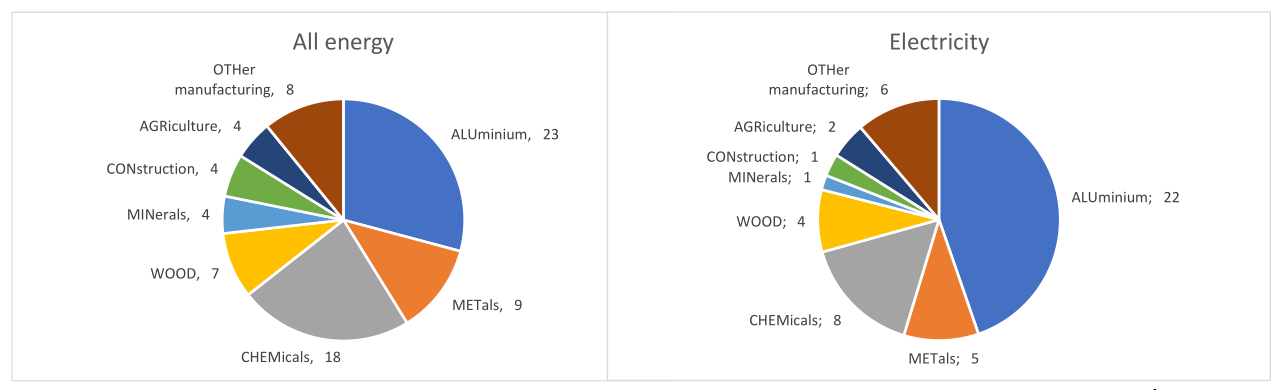 All energy
OTHer
manufacturing, 8
AGRiculture, 4
ALUminium, 23
CONstruction, 4
MINerals, 4
WOOD, 7
METals, 9
CHEMicals, 18
Electricity
OTHer
manufacturing; 6
AGRiculture; 2
CONstruction; 1
MINerals; 1
ALUminium; 22
WOOD; 4
CHEMicals; 8
METals; 5